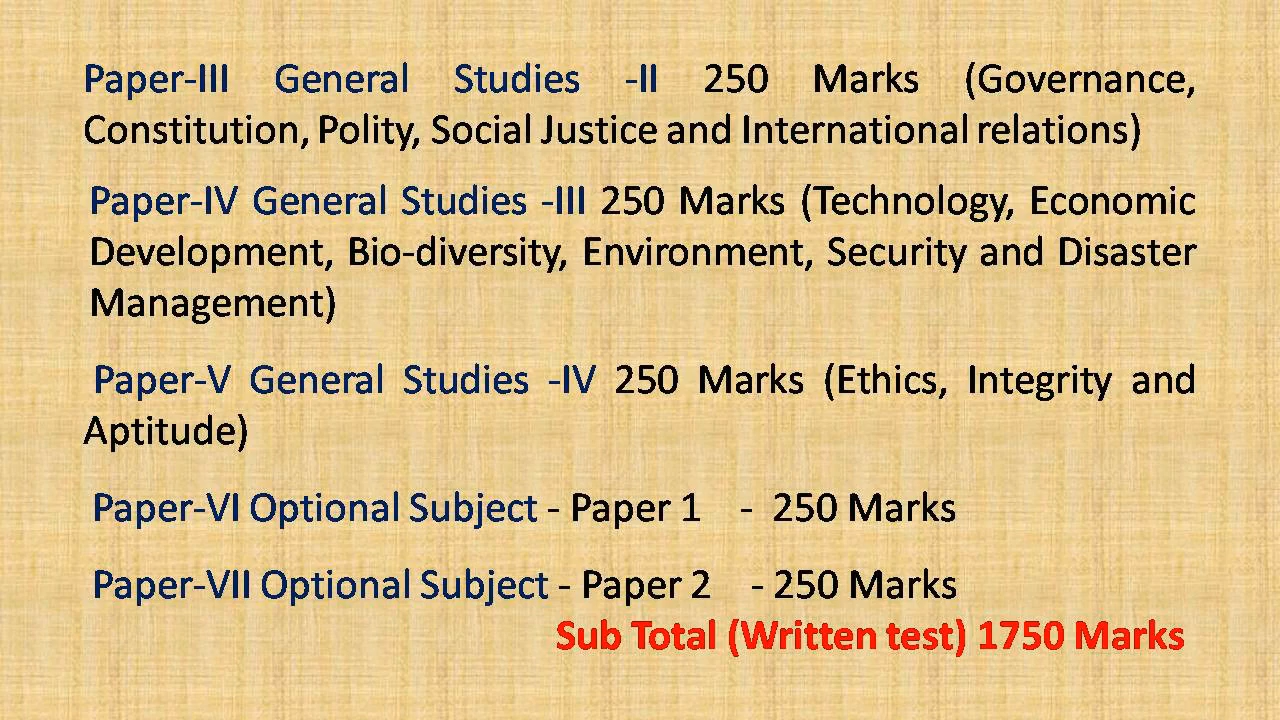 Paper-III General Studies -II 250 Marks (Governance,
Constitution, Polity, Social Justice and International relations)
Paper-IV General Studies -III 250 Marks (Technology, Economic
Development, Bio-diversity, Environment, Security and Disaster
Management)
Paper-V General Studies -IV 250 Marks (Ethics, Integrity and
Aptitude)
Paper-VI Optional Subject - Paper 1 - 250 Marks
Paper-VII Optional Subject - Paper 2 - 250 Marks
Sub Total (Written test) 1750 Marks